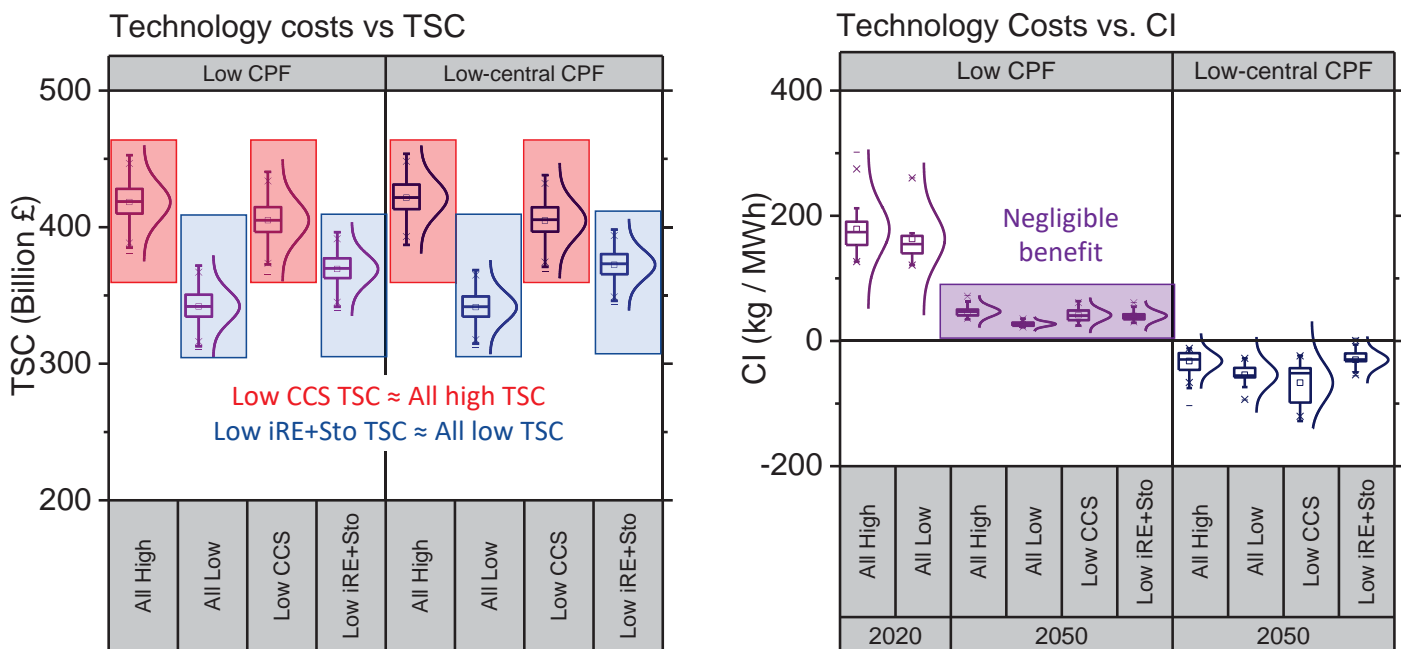 Technology costs vs TSC
Low CPF
Low-central CPF
500
400
300
200
TSC (Billion £)
Low CCS TSC ≈ All high TSC
Low iRE+Sto TSC ≈ All low TSC
All High
All Low
Low CCS
Low iRE+Sto
All High
All Low
Low CCS
Low iRE+Sto
Technology Costs vs. CI
Low CPF
Low-central CPF
400
200
0
-200
CI (kg / MWh)
Negligible
benefit
All High
All Low
All High
All Low
Low CCS
Low iRE+Sto
All High
All Low
Low CCS
Low iRE+Sto
2020
2050
2050